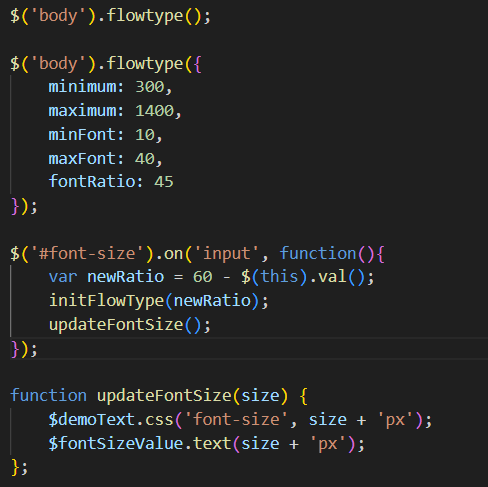 $('body').flowtype();
$('body').flowtype({
    minimum: 300,
    maximum: 1400,
    minFont: 10,
    maxFont: 40,
    fontRatio: 45
});
$('#font-size').on('input', function(){
    var newRatio = 60 - $(this).val();
    initFlowType(newRatio);
    updateFontSize();
});
function updateFontSize(size) {
    $demoText.css('font-size', size + 'px');
    $fontSizeValue.text(size + 'px');
};